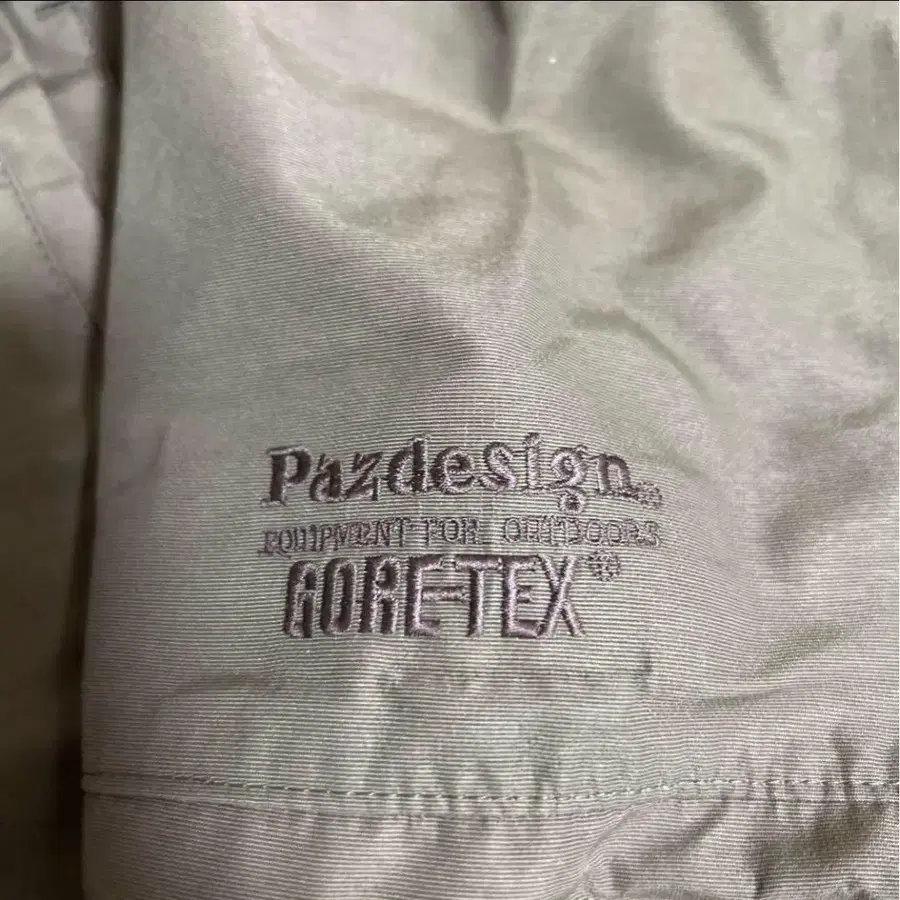 Pazdesign
EQUIPMENT FOR OUTDOORS
GORE-TEX®